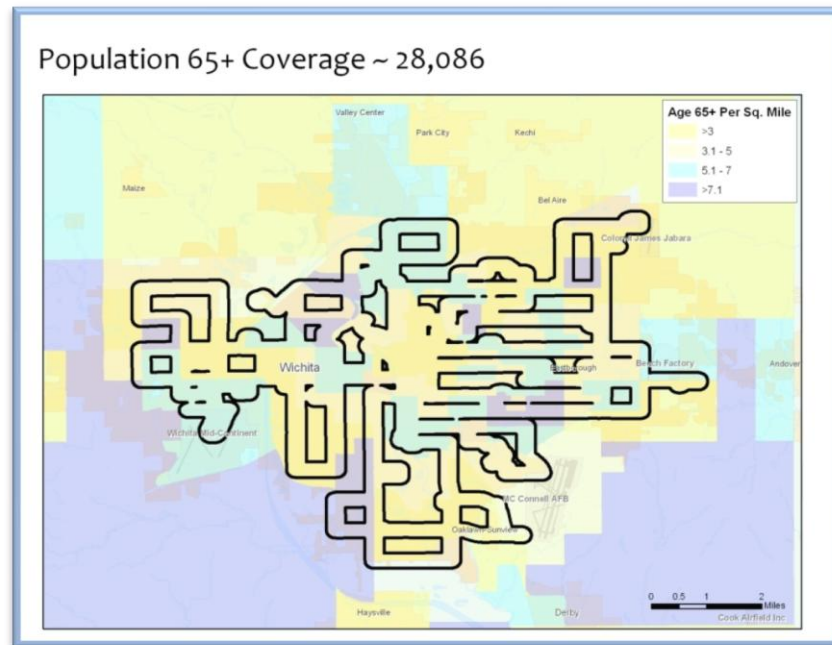 Population 65+ Coverage ~ 28,086
Age 65+ Per Sq. Mile
>3
3.1 - 5
5.1 - 7
>7.1
Valley Center
Park City
Kechi
Maize
Bel Aire
Colonel James Jabara
Wichita
Eastborough
Beech Factory
Andover
Wichita Mid-Continent
MC Connell AFB
Oaklawn-Sunview
Haysville
Derby
0 0.5 1 2
Miles
Cook Airfield Inc